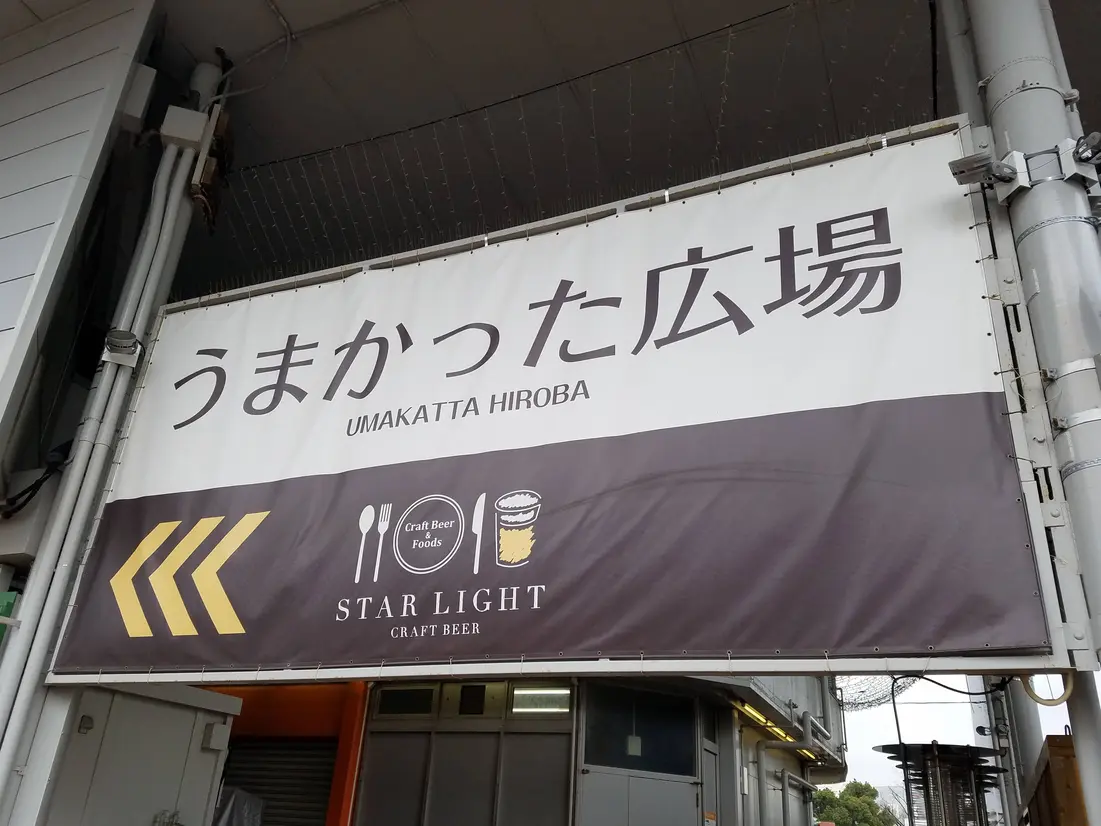 うまかった広場
UMAKATTA HIROBA
Craft Beer
&
Foods
STAR LIGHT
CRAFT BEER